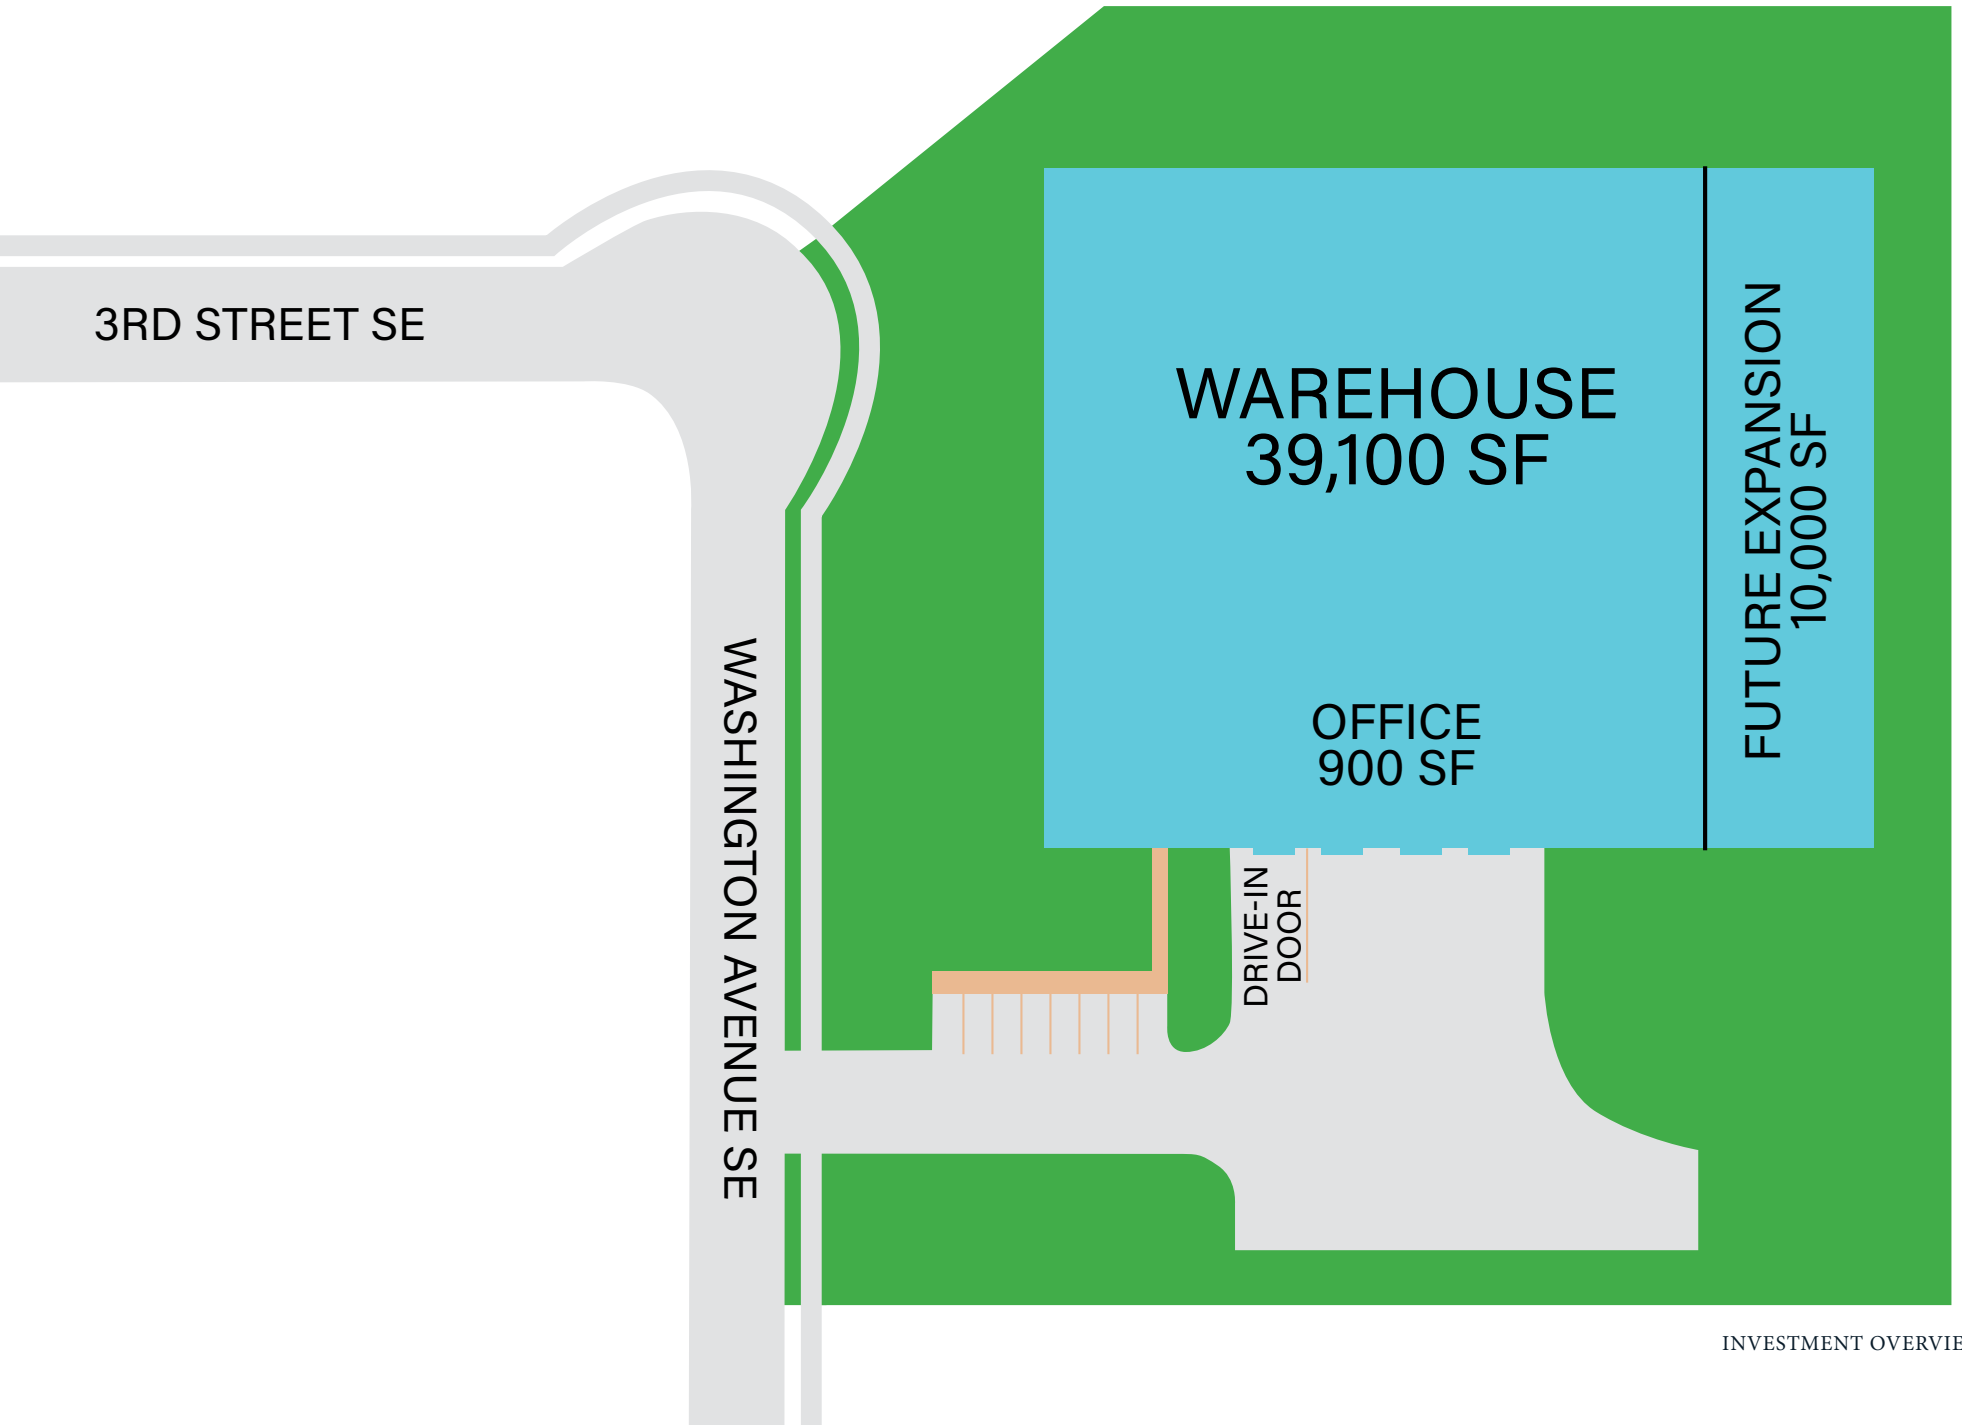 3RD STREET SE
WASHINGTON AVENUE SE
WAREHOUSE
39,100 SF
OFFICE
900 SF
FUTURE EXPANSION
10,000 SF
DRIVE-IN
DOOR
INVESTMENT OVERVIE